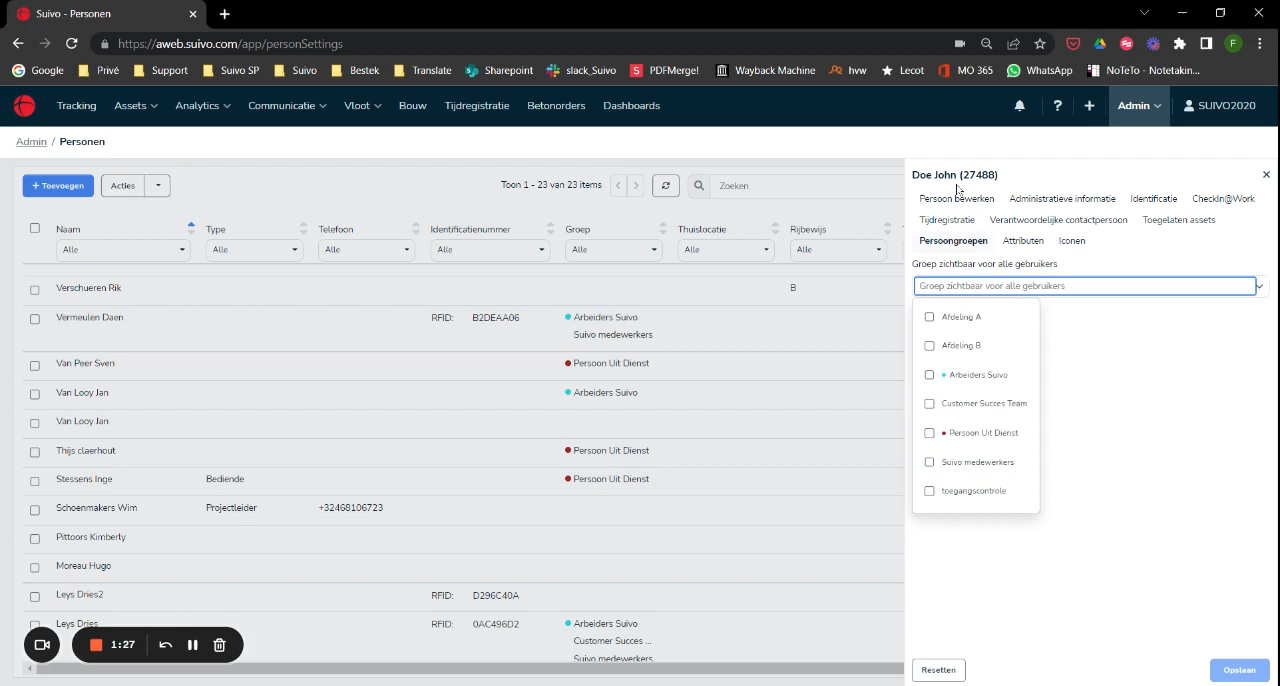 Suivo - Personen
https://aweb.suivo.com/app/personSettings
F
Google Privé Support Suivo SP Suivo Bestek Translate Sharepoint slack_Suivo PDFMerge! Wayback Machine hvw Lecot MO 365 WhatsApp NoTeTo - Notetakin...
Tracking Assets Analytics Communicatie Vloot Bouw Tijdregistratie Betonorders Dashboards ? + Admin SUIVO2020
Admin / Personen
+ Toevoegen Acties Toon 1 - 23 van 23 items Zoeken
Naam Type Telefoon Identificatienummer Groep Thuislocatie Rijbewijs
Alle Alle Alle Alle Alle Alle Alle
Verschueren Rik B
Vermeulen Daen RFID: B2DEAA06 Arbeiders Suivo
Suivo medewerkers
Van Peer Sven Persoon Uit Dienst
Van Looy Jan Arbeiders Suivo
Van Looy Jan
Thijs claerhout Persoon Uit Dienst
Stessens Inge Bediende Persoon Uit Dienst
Schoenmakers Wim Projectleider +32468106723
Pittoors Kimberly
Moreau Hugo
Leys Dries2 RFID: D296C40A
Leys Dries RFID: 0AC496D2 Arbeiders Suivo
Customer Succes ...
Suivo medewerkers
1:27
Doe John (27488)
Persoon bewerken Administratieve informatie Identificatie CheckIn@Work
Tijdregistratie Verantwoordelijke contactpersoon Toegelaten assets
Persoongroepen Attributen Iconen
Groep zichtbaar voor alle gebruikers
Groep zichtbaar voor alle gebruikers
Afdeling A
Afdeling B
Arbeiders Suivo
Customer Succes Team
Persoon Uit Dienst
Suivo medewerkers
toegangscontrole
Resetten Opslaan